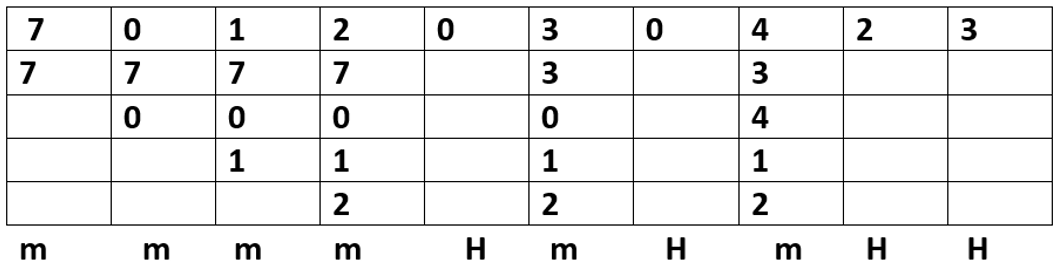 7 0 1 2 0 3 0 4 2 3
7 7 7 7 3 3
0 0 0 0 4
1 1 1 1
2 2 2
m m m m H m H m H H